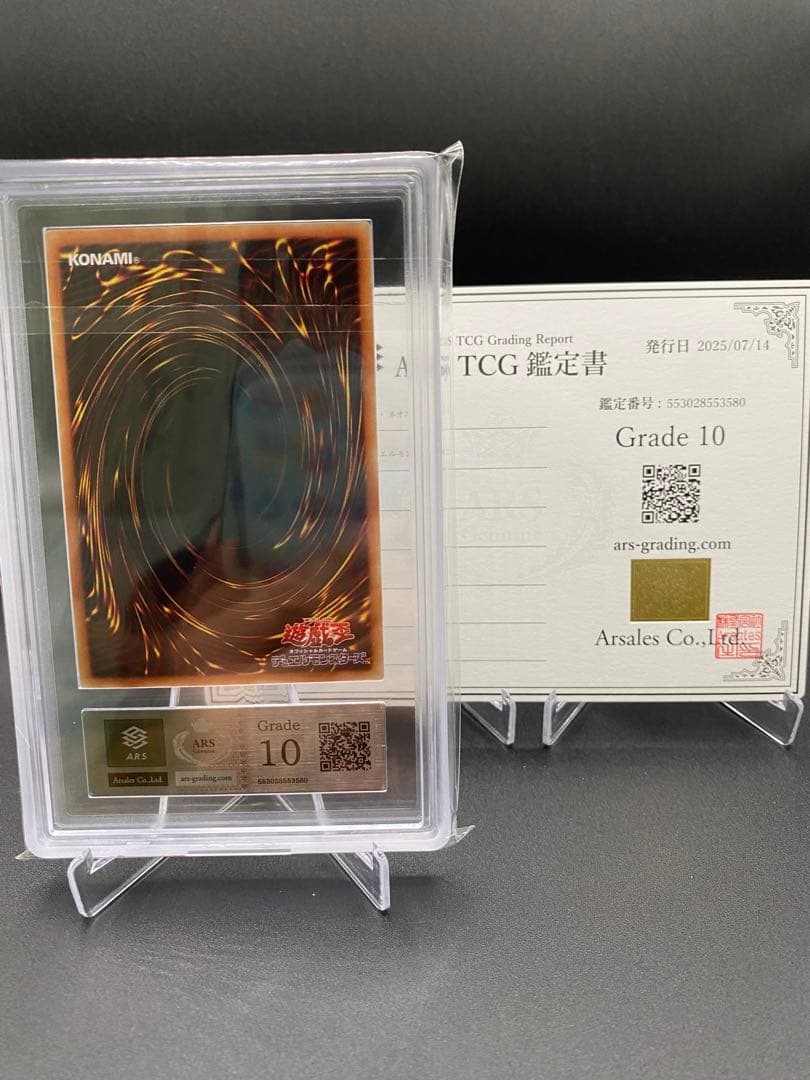 KONAMI®
遊戯王
オフィシャルカードゲーム
デュエルモンスターズ
ARS
Arsales Co.,Ltd.
ARS
Genuine
ars-grading.com
Grade
10
553028553580
TCG Grading Report
TCG 鑑定書
発行日 2025/07/14
鑑定番号 : 553028553580
Grade 10
ars-grading.com
Arsales Co.,Ltd.